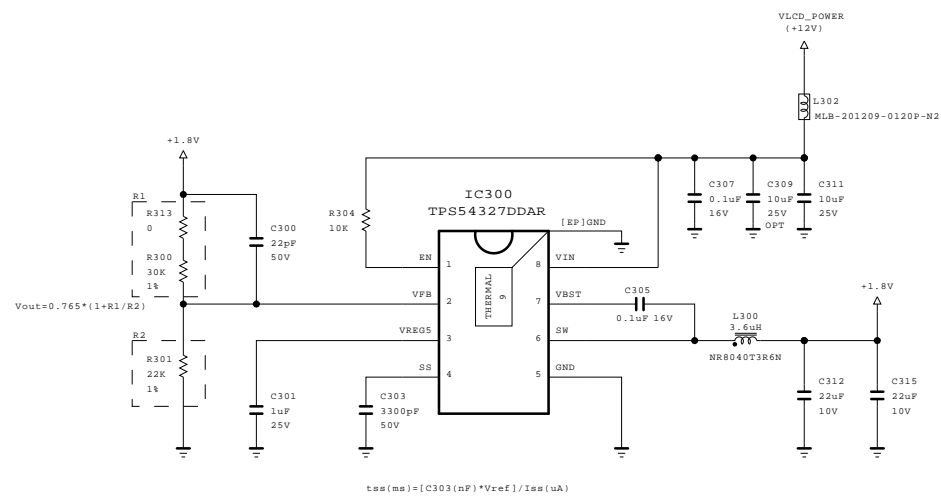 VLCD_POWER
(+12V)
L302
MLB-201209-0120P-N2
+1.8V
R1
R313
0
R300
30K
1%
C300
22pF
50V
Vout=0.765*(1+R1/R2)
R2
R301
22K
1%
R304
10K
IC300
TPS54327DDAR
[EP]GND
C307
0.1uF
16V
C309
10uF
25V
OPT
C311
10uF
25V
EN
1
VFB
2
VREG5
3
SS
4
THERMAL
9
8
VIN
7
VBST
6
SW
5
GND
C305
0.1uF 16V
L300
3.6uH
NR8040T3R6N
+1.8V
C301
1uF
25V
C303
3300pF
50V
C312
22uF
10V
C315
22uF
10V
tss(ms)=[C303(nF)*Vref]/Iss(uA)